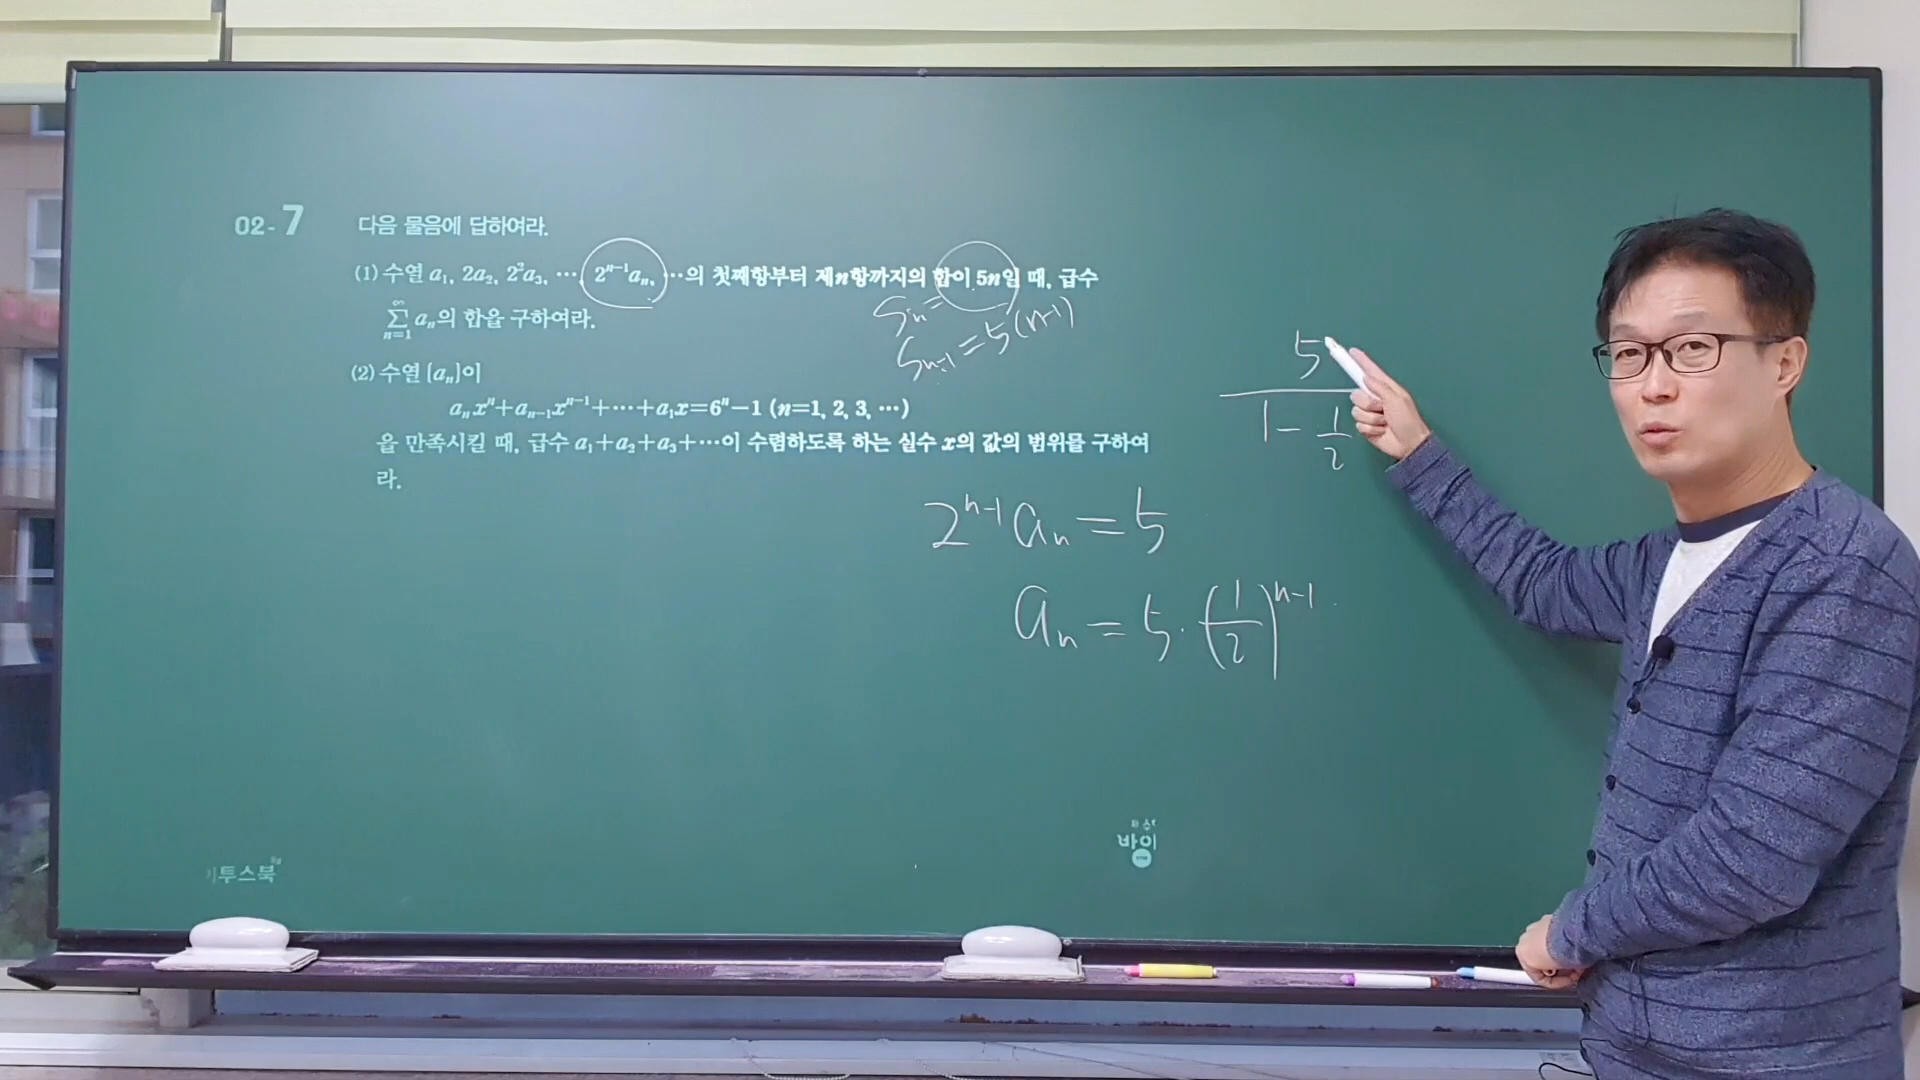 02-7 다음 물음에 답하여라.
(1) 수열 a₁, 2a₂, 2²a₃, ⋯, 2ⁿ⁻¹aₙ, ⋯의 첫째항부터 제n항까지의 합이 5n일 때, 급수
∑ₙ₌₁^∞ aₙ의 합을 구하여라.
Sₙ=
Sₙ₋₁=5(n-1)
(2) 수열 {aₙ}이
aₙxⁿ+aₙ₋₁xⁿ⁻¹+⋯+a₁x=6ⁿ−1 (n=1, 2, 3, ⋯)
을 만족시킬 때, 급수 a₁+a₂+a₃+⋯이 수렴하도록 하는 실수 x의 값의 범위를 구하여
라.
5
1-1/2
2ⁿ⁻¹aₙ=5
aₙ=5·(1/2)ⁿ⁻¹
바이
이투스북